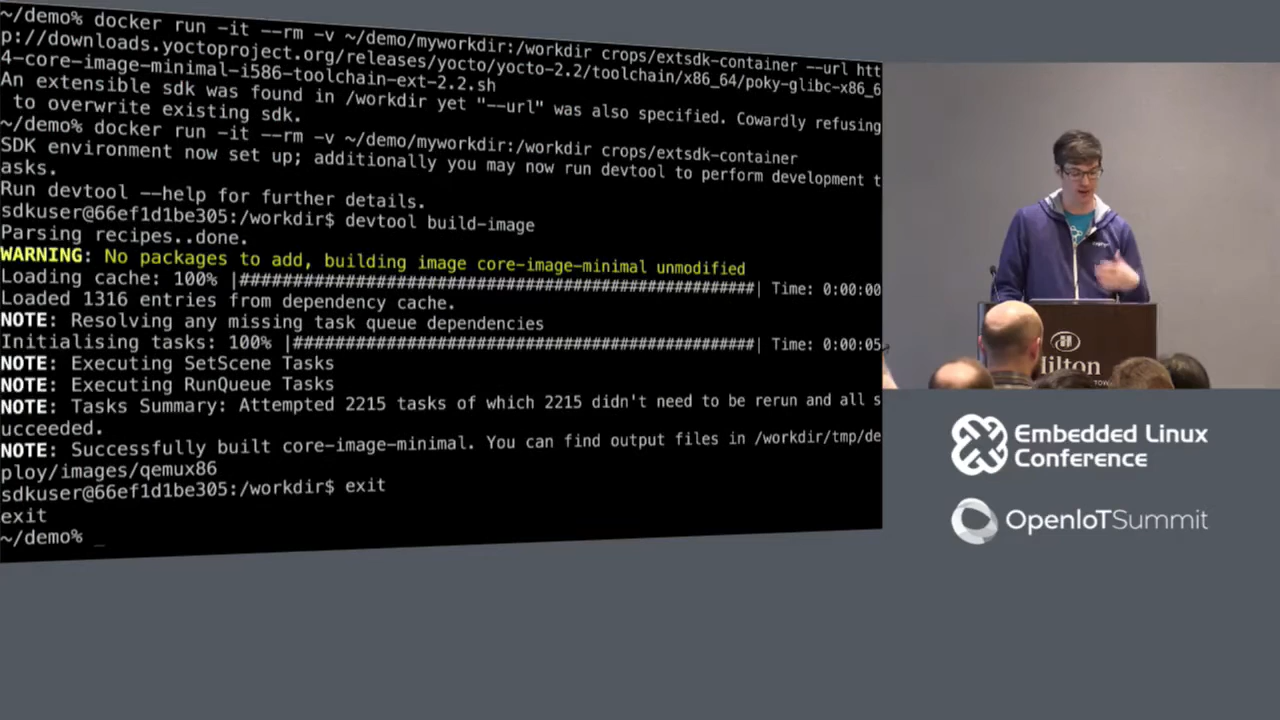 ~/demo% docker run -it --rm -v ~/demo/myworkdir:/workdir crops/extsdk-container --url htt
p://downloads.yoctoproject.org/releases/yocto/yocto-2.2/toolchain/x86_64/poky-glibc-x86_6
4-core-image-minimal-i586-toolchain-ext-2.2.sh
An extensible sdk was found in /workdir yet "--url" was also specified. Cowardly refusing
to overwrite existing sdk.
~/demo% docker run -it --rm -v ~/demo/myworkdir:/workdir crops/extsdk-container
SDK environment now set up; additionally you may now run devtool to perform development t
asks.
Run devtool --help for further details.
sdkuser@66ef1d1be305:/workdir$ devtool build-image
Parsing recipes..done.
WARNING: No packages to add, building image core-image-minimal unmodified
Loading cache: 100% |###########################################################| Time: 0:00:00
Loaded 1316 entries from dependency cache.
NOTE: Resolving any missing task queue dependencies
Initialising tasks: 100% |#####################################################| Time: 0:00:05
NOTE: Executing SetScene Tasks
NOTE: Executing RunQueue Tasks
NOTE: Tasks Summary: Attempted 2215 tasks of which 2215 didn't need to be rerun and all s
ucceeded.
NOTE: Successfully built core-image-minimal. You can find output files in /workdir/tmp/de
ploy/images/qemux86
sdkuser@66ef1d1be305:/workdir$ exit
exit
~/demo% _
Hilton
Embedded Linux
Conference
OpenIoTSummit